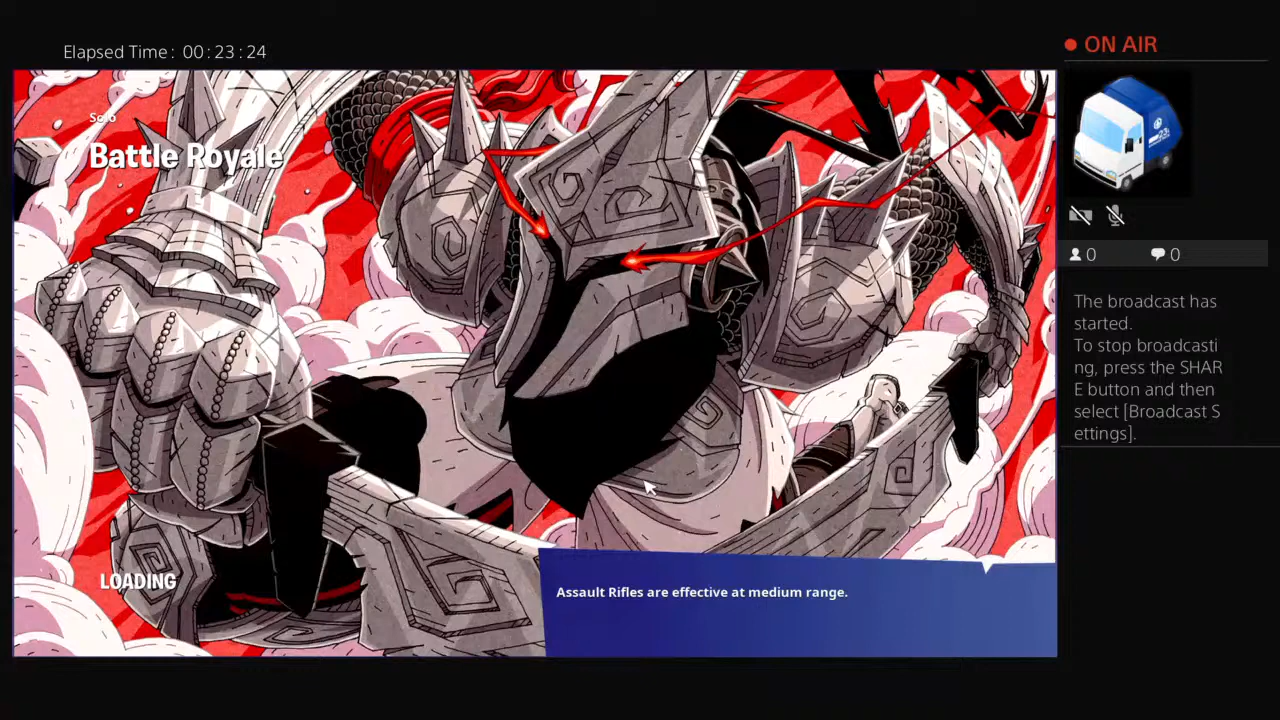 Elapsed Time: 00:23:24
ON AIR
Solo
Battle Royale
0 0
The broadcast has
started.
To stop broadcasti
ng, press the SHAR
E button and then
select [Broadcast S
ettings].
LOADING
Assault Rifles are effective at medium range.